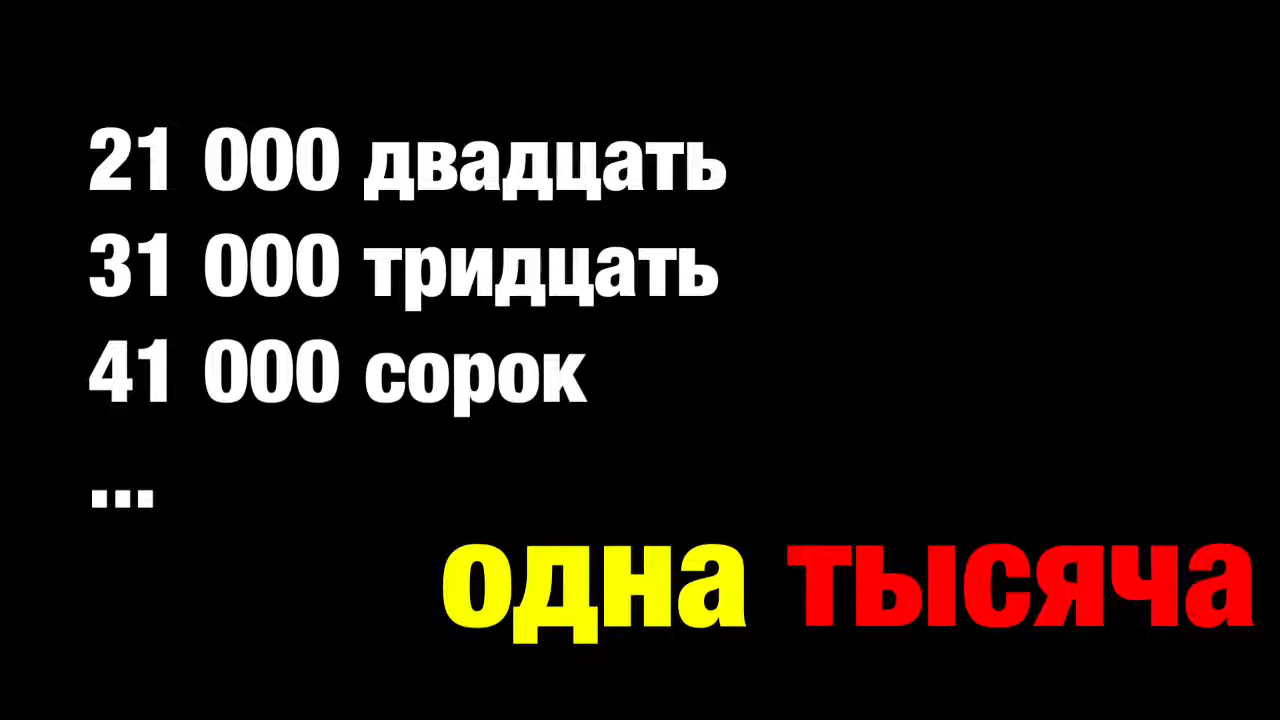 21 000 двадцать
31 000 тридцать
41 000 сорок
...
одна тысяча